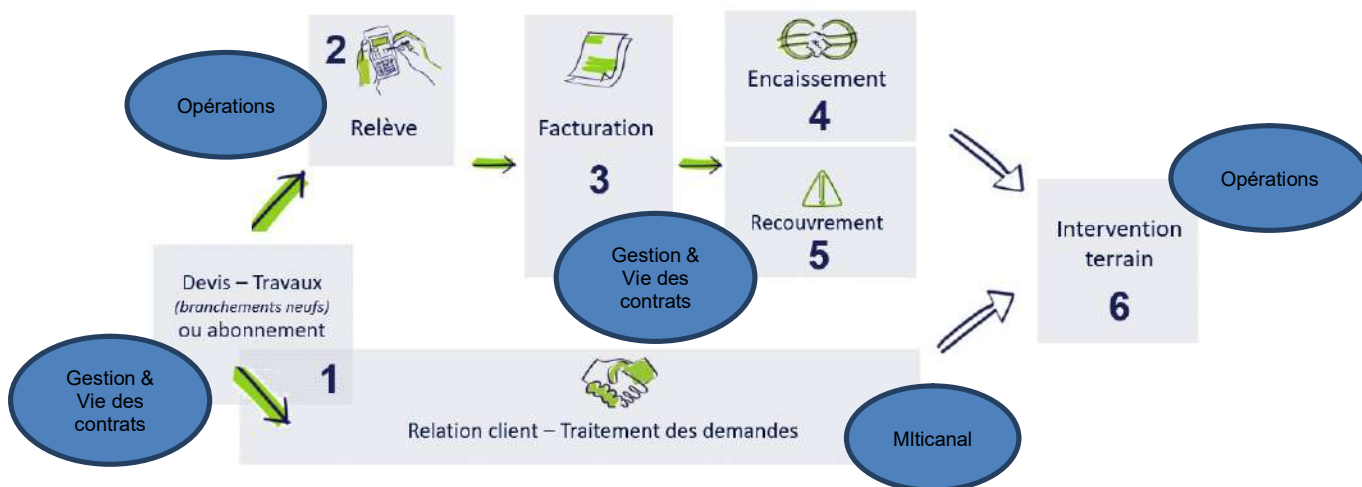 2
Relève
Opérations
Facturation
3
Encaissement
4
Recouvrement
5
Gestion &
Vie des
contrats
Opérations
Intervention
terrain
6
Devis – Travaux
(branchements neufs)
ou abonnement
1
Gestion &
Vie des
contrats
Relation client – Traitement des demandes
Mlticanal